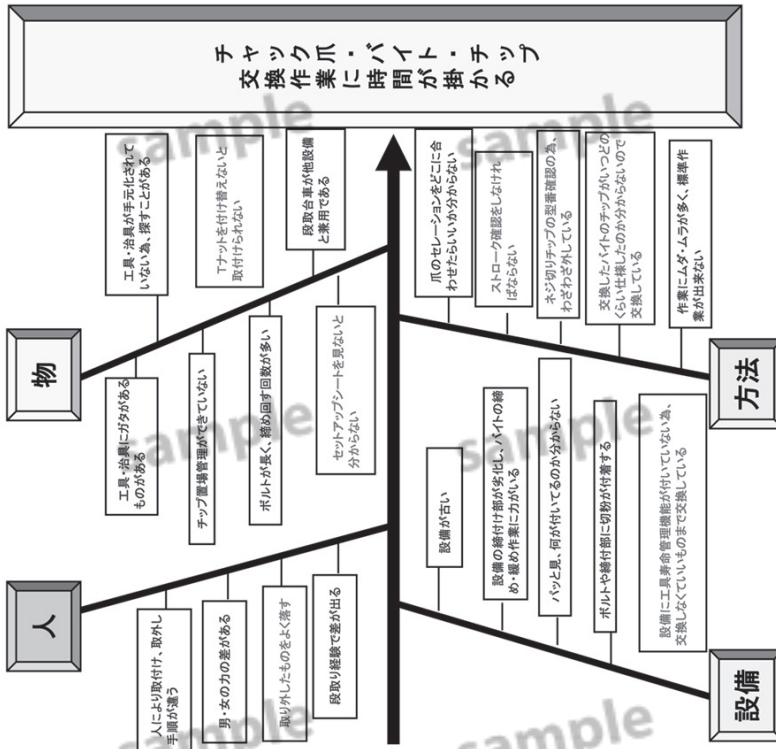 チャック爪・バイト・チップ
交換作業に時間が掛かる
人
人により取付け、取外し
手順が違う
男・女の力の差がある
取り外したものをよく落す
段取り経験で差が出る
物
工具・治具にガタがある
ものがある
チップ置場管理ができていない
ボルトが長く、締め回す回数が多い
セットアップシートを見ないと
分からない
工具・治具が手元化されて
いない為、探すことがある
Tナットを付け替えないと
取付けられない
段取台車が他設備
と兼用である
設備
設備が古い
設備の締付け部が劣化し、バイトの締
め・緩め作業に力がいる
パッと見、何が付いてるのか分からない
ボルトや締付部に切粉が付着する
設備に工具寿命管理機能が付いていない為、
交換しなくていいものまで交換している
方法
爪のセレーションをどこに合
わせたらいいか分からない
ストローク確認をしなけれ
ばならない
ネジ切りチップの型番確認の為、
わざわざ外している
交換したバイトのチップがいつどの
くらい仕様したのか分からないので
交換している
作業にムダ・ムラが多く、標準作
業が出来ない
sample
sample
sample
sample
sample
sample